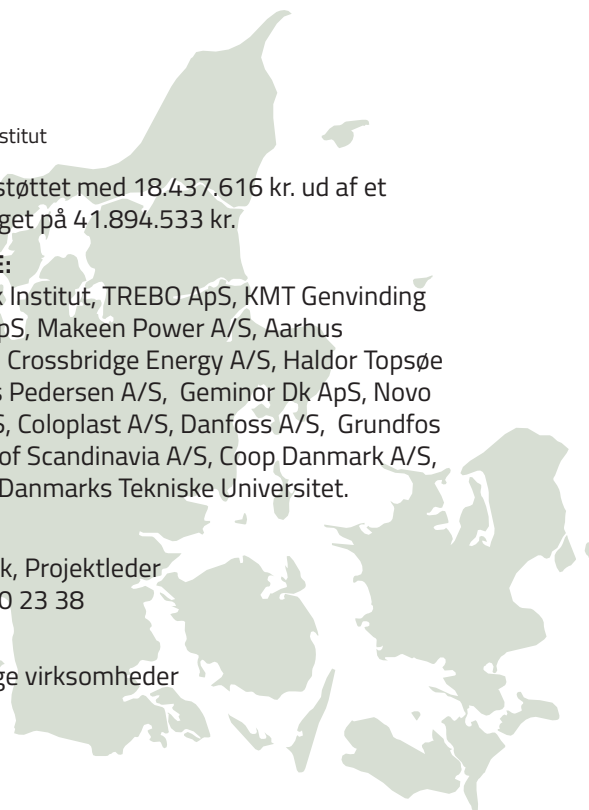 stitut
støttet med 18.437.616 kr. ud af et
get på 41.894.533 kr.
E:
k Institut, TREBO ApS, KMT Genvinding
pS, Makeen Power A/S, Aarhus
Crossbridge Energy A/S, Haldor Topsøe
s Pedersen A/S, Geminor Dk ApS, Novo
S, Coloplast A/S, Danfoss A/S, Grundfos
of Scandinavia A/S, Coop Danmark A/S,
Danmarks Tekniske Universitet.
k, Projektleder
0 23 38
ge virksomheder